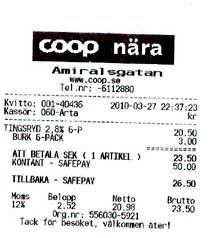 coop nära
Amiralsgatan
www.coop.se
Tel.nr: -6112880
Kvitto: 001-40436 2010-03-27 22:37:23
Kassör: 060-Arta kr
TINGSRYD 2,8% 6-P 20.50
BURK 6-PACK 3.00
ATT BETALA SEK ( 1 ARTIKEL ) 23.50
KONTANT - SAFEPAY 50.00
TILLBAKA - SAFEPAY 26.50
Moms Belopp Netto Brutto
12% 2.52 20.98 23.50
Org.nr: 556030-5921
Tack för besöket, välkommen åter!